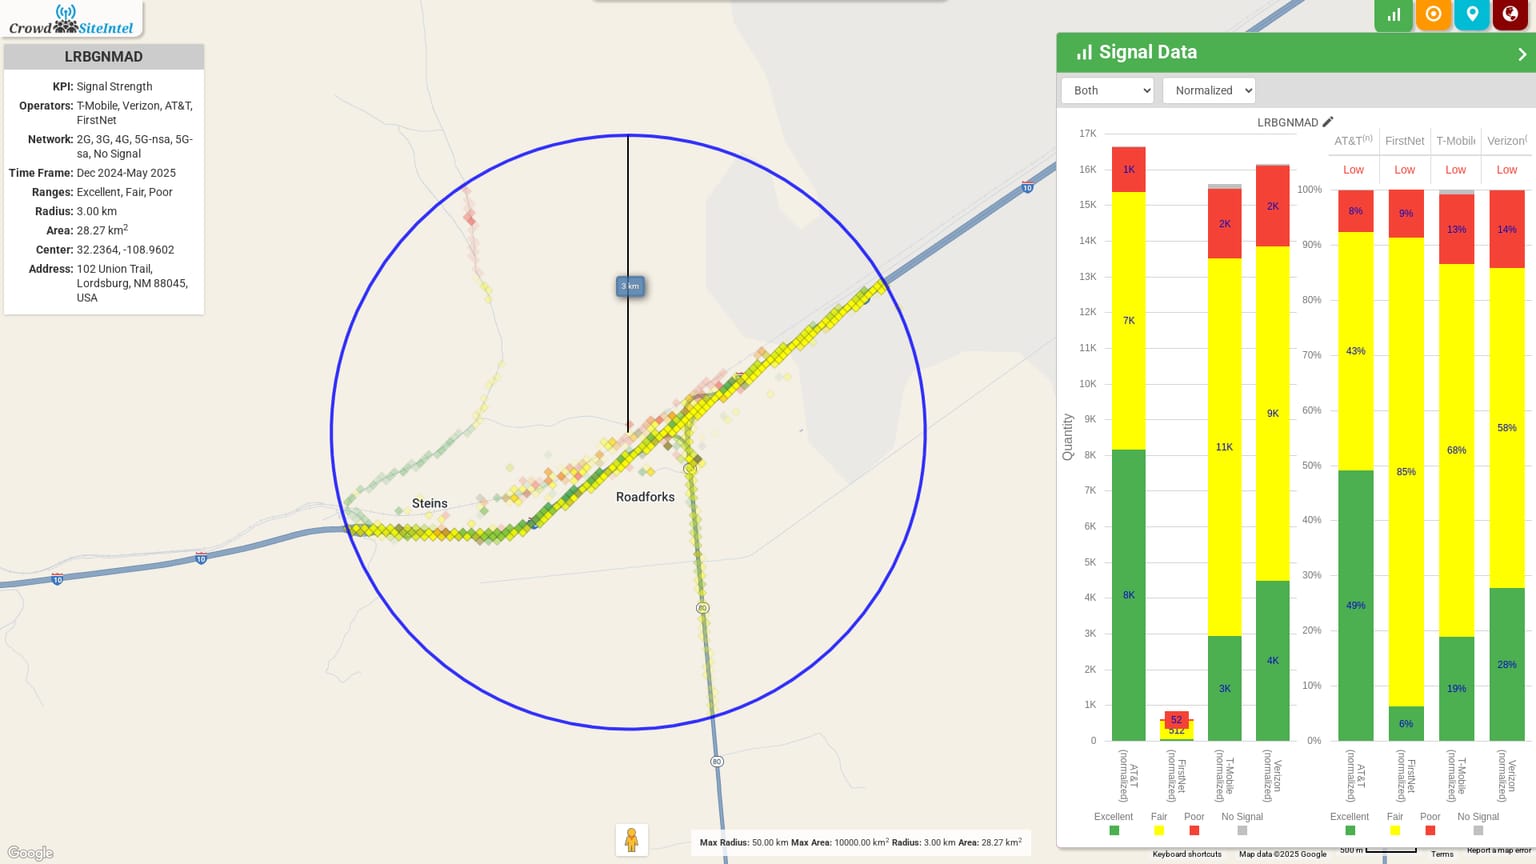 Crowd SiteIntel
LRBGNMAD
KPI: Signal Strength
Operators: T-Mobile, Verizon, AT&T,
FirstNet
Network: 2G, 3G, 4G, 5G-nsa, 5G-
sa, No Signal
Time Frame: Dec 2024-May 2025
Ranges: Excellent, Fair, Poor
Radius: 3.00 km
Area: 28.27 km²
Center: 32.2364, -108.9602
Address: 102 Union Trail,
Lordsburg, NM 88045,
USA
3 km
10
Steins
Roadforks
10
10
80
80
Google
Max Radius: 50.00 km Max Area: 10000.00 km² Radius: 3.00 km Area: 28.27 km²
Signal Data
Both
Normalized
LRBGNMAD
Quantity
17K
16K
15K
14K
13K
12K
11K
10K
9K
8K
7K
6K
5K
4K
3K
2K
1K
0
1K
7K
8K
52
512
2K
11K
3K
2K
9K
4K
AT&T (normalized)
FirstNet (normalized)
T-Mobile (normalized)
Verizon (normalized)
Excellent Fair Poor No Signal
AT&T(n) FirstNet T-Mobile Verizon(
Low Low Low Low
100%
90%
80%
70%
60%
50%
40%
30%
20%
10%
0%
8%
43%
49%
9%
85%
6%
13%
68%
19%
14%
58%
28%
AT&T (normalized)
FirstNet (normalized)
T-Mobile (normalized)
Verizon (normalized)
Excellent Fair Poor No Signal
Keyboard shortcuts Map data ©2025 Google 500 m Terms Report a map error